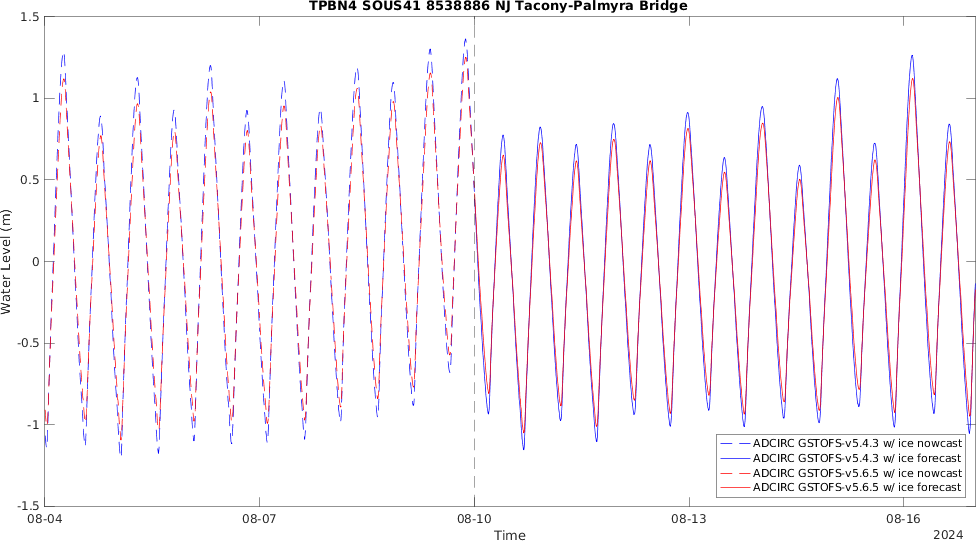 TPBN4 SOUS41 8538886 NJ Tacony-Palmyra Bridge
1.5
1
0.5
0
-0.5
-1
-1.5
Water Level (m)
08-04
08-07
08-10
08-13
08-16
Time
2024
ADCIRC GSTOFS-v5.4.3 w/ ice nowcast
ADCIRC GSTOFS-v5.4.3 w/ ice forecast
ADCIRC GSTOFS-v5.6.5 w/ ice nowcast
ADCIRC GSTOFS-v5.6.5 w/ ice forecast